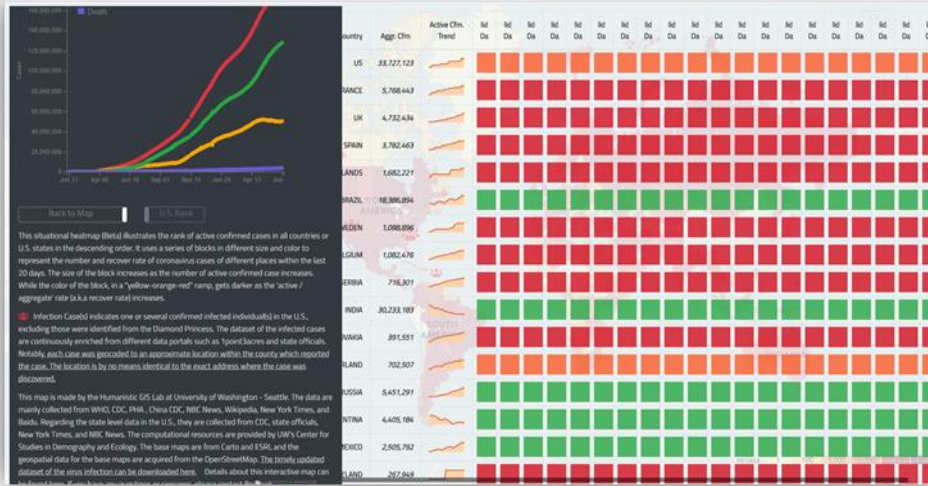 160,000,000
Death
140,000,000
120,000,000
100,000,000
80,000,000
60,000,000
40,000,000
20,000,000
0
Cases
Back to Map
U.S. Rank
This situational heatmap (Beta) illustrates the rank of active confirmed cases in all countries or
U.S. states in the descending order. It uses a series of blocks in different size and color to
represent the number and recover rate of coronavirus cases of different places within the last
20 days. The size of the block increases as the number of active confirmed case increases.
While the color of the block, in a "yellow-orange-red" ramp, gets darker as the 'active /
aggregate' rate (a.k.a recover rate) increases.
Infection Case(s) indicates one or several confirmed infected individual(s) in the U.S.,
excluding those were identified from the Diamond Princess. The dataset of the infected cases
are continuously enriched from different data portals such as 1point3acres and state officials.
Notably, each case was geocoded to an approximate location within the county which reported
the case. The location is by no means identical to the exact address where the case was
discovered.
This map is made by the Humanistic GIS Lab at University of Washington - Seattle. The data are
mainly collected from WHO, CDC, PHA, China CDC, NBC News, Wikipedia, New York Times, and
Baidu. Regarding the state level data in the U.S., they are collected from CDC, state officials,
New York Times, and NBC News. The computational resources are provided by UW's Center for
Studies in Demography and Ecology. The base maps are from Carto and ESRI, and the
geospatial data for the base maps are acquired from the OpenStreetMap. The timely updated
dataset of the virus infection can be downloaded here. Details about this interactive map can
ountry Aggr. Cfm Active Cfm. Trend
US 33,727,123
RANCE 5,768,443
UK 4,732,434
SPAIN 3,782,463
LANDS 1,682,221
BRAZIL 18,386,894
EDEN 1,088,896
LGIUM 1,082,476
SERBIA 716,301
INDIA 30,233,183
VAKIA 391,551
RLAND 702,507
RUSSIA 5,451,291
NTINA 4,405,184
MEXICO 2,505,792
LAND 267,949
AMERICA
SOUTH